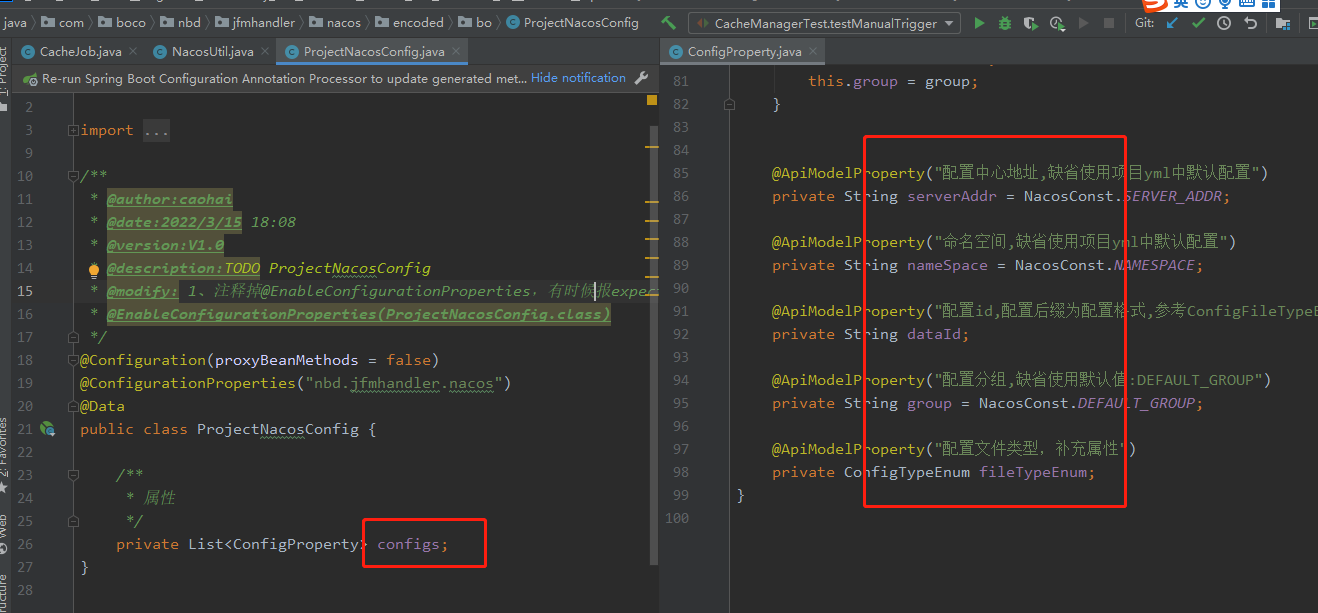 java com boco nbd jfmhandler nacos encoded bo ProjectNacosConfig CacheManagerTest.testManualTrigger Git:
CacheJob.java NacosUtil.java ProjectNacosConfig.java ConfigProperty.java
Re-run Spring Boot Configuration Annotation Processor to update generated met... Hide notification
2
3 import ...
9
10 /**
11 * @author:caohai
12 * @date:2022/3/15 18:08
13 * @version:V1.0
14 * @description:TODO ProjectNacosConfig
15 * @modify: 1、注释掉@EnableConfigurationProperties，有时候报expec
16 * @EnableConfigurationProperties(ProjectNacosConfig.class)
17 */
18 @Configuration(proxyBeanMethods = false)
19 @ConfigurationProperties("nbd.jfmhandler.nacos")
20 @Data
21 public class ProjectNacosConfig {
22
23 /**
24 * 属性
25 */
26 private List<ConfigProperty> configs;
27 }
28
81 this.group = group;
82 }
83
84
85 @ApiModelProperty("配置中心地址,缺省使用项目yml中默认配置")
86 private String serverAddr = NacosConst.SERVER_ADDR;
87
88 @ApiModelProperty("命名空间,缺省使用项目yml中默认配置")
89 private String nameSpace = NacosConst.NAMESPACE;
90
91 @ApiModelProperty("配置id,配置后缀为配置格式,参考ConfigFileTypeE
92 private String dataId;
93
94 @ApiModelProperty("配置分组,缺省使用默认值:DEFAULT_GROUP")
95 private String group = NacosConst.DEFAULT_GROUP;
96
97 @ApiModelProperty("配置文件类型，补充属性")
98 private ConfigTypeEnum fileTypeEnum;
99 }
100
1: Project
2: Favorites
Web
英